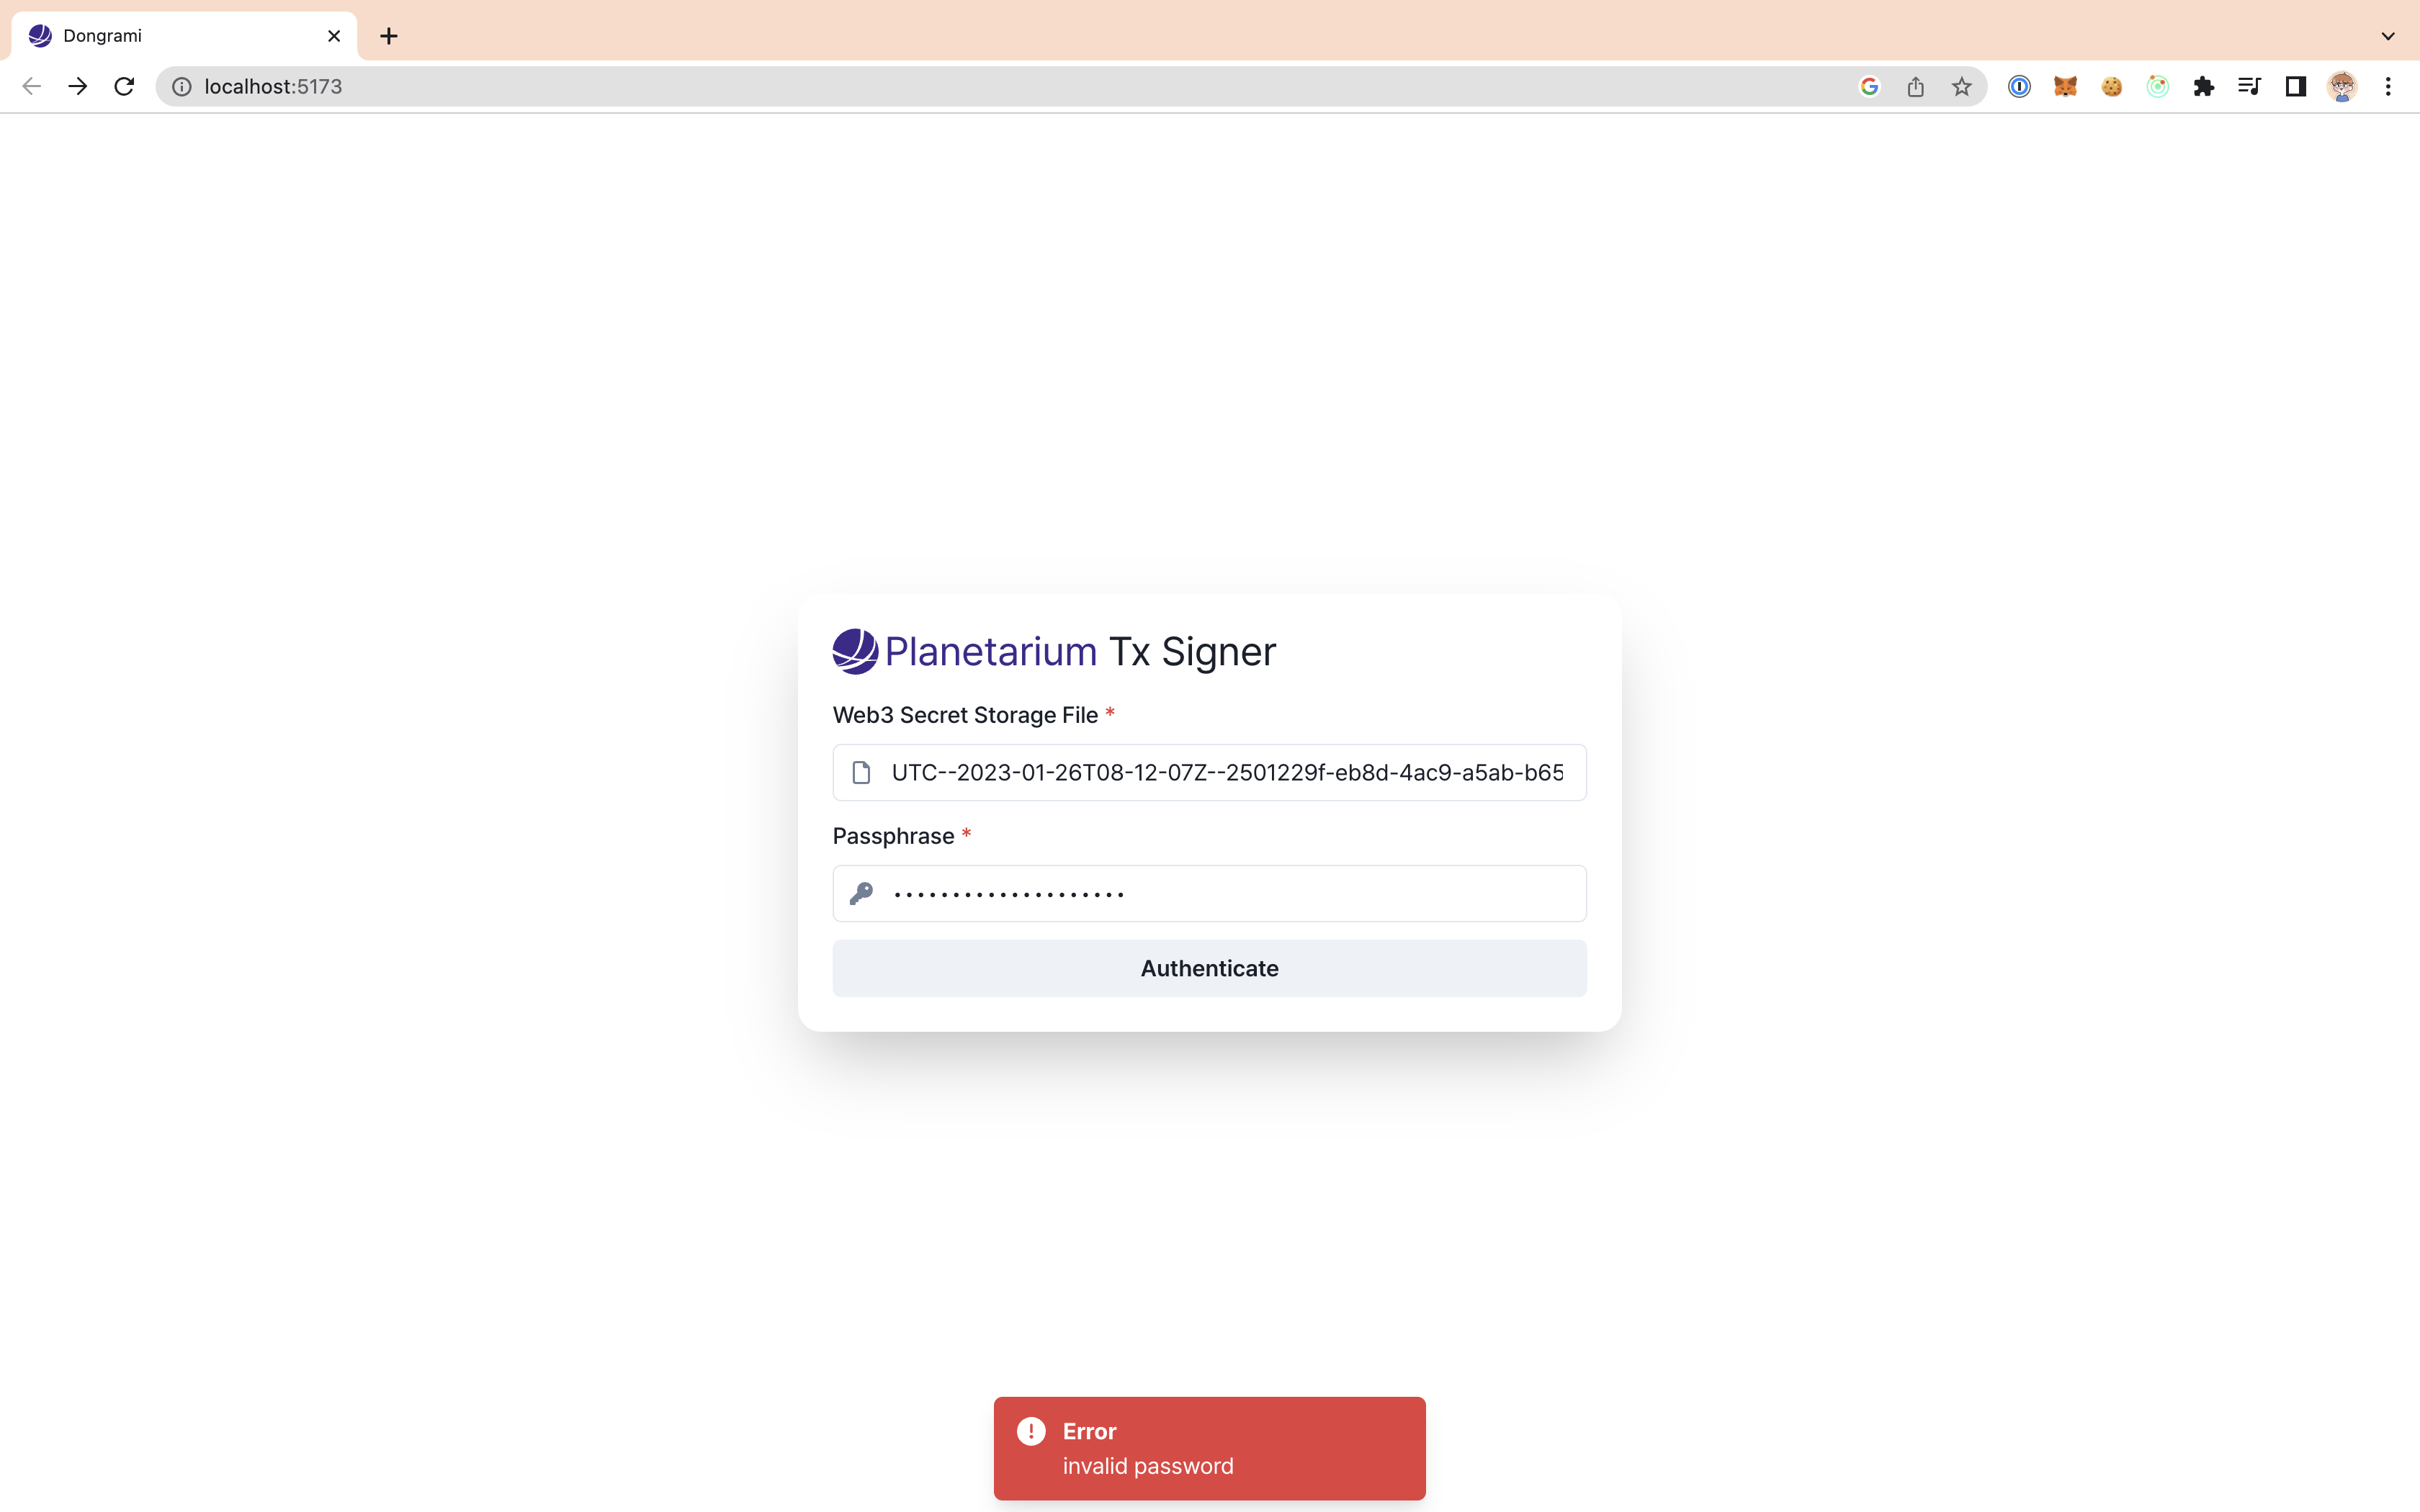 Dongrami
localhost:5173
Planetarium Tx Signer
Web3 Secret Storage File *
UTC--2023-01-26T08-12-07Z--2501229f-eb8d-4ac9-a5ab-b65
Passphrase *
••••••••••••••••••••
Authenticate
Error
invalid password